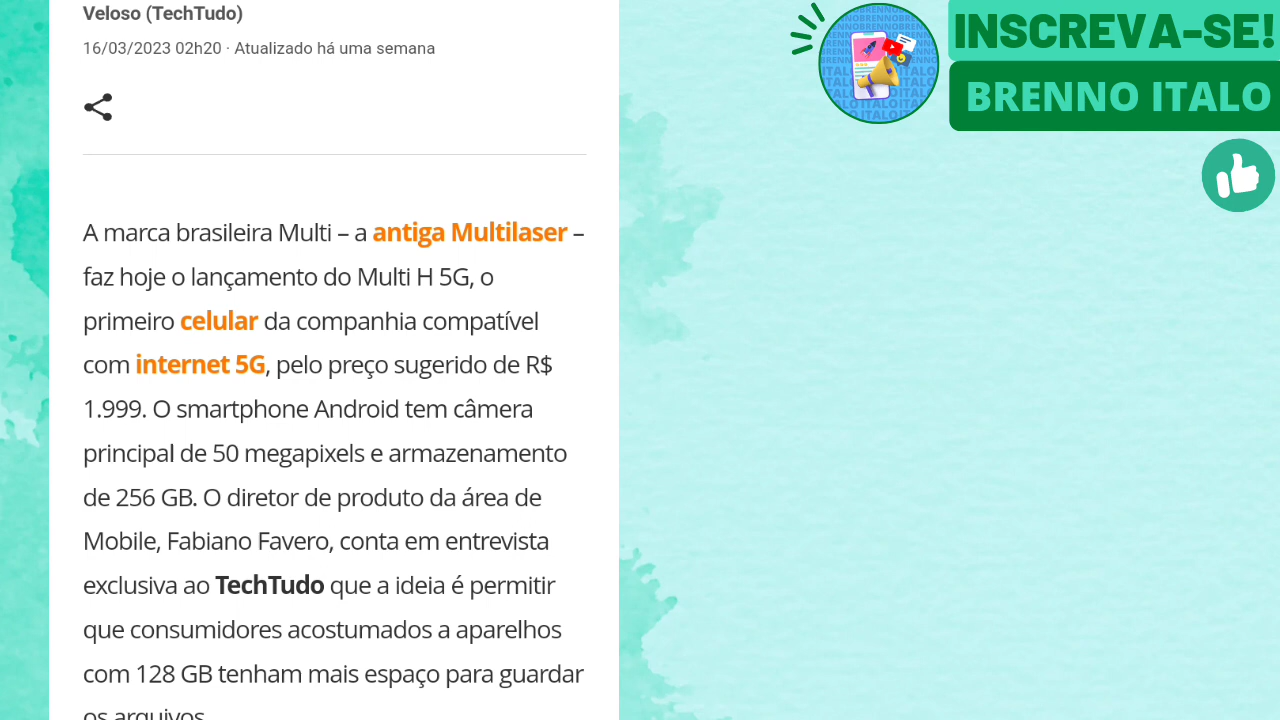 Veloso (TechTudo)
16/03/2023 02h20 · Atualizado há uma semana
A marca brasileira Multi – a antiga Multilaser –
faz hoje o lançamento do Multi H 5G, o
primeiro celular da companhia compatível
com internet 5G, pelo preço sugerido de R$
1.999. O smartphone Android tem câmera
principal de 50 megapixels e armazenamento
de 256 GB. O diretor de produto da área de
Mobile, Fabiano Favero, conta em entrevista
exclusiva ao TechTudo que a ideia é permitir
que consumidores acostumados a aparelhos
com 128 GB tenham mais espaço para guardar
os arquivos
INSCREVA-SE!
BRENNO ITALO